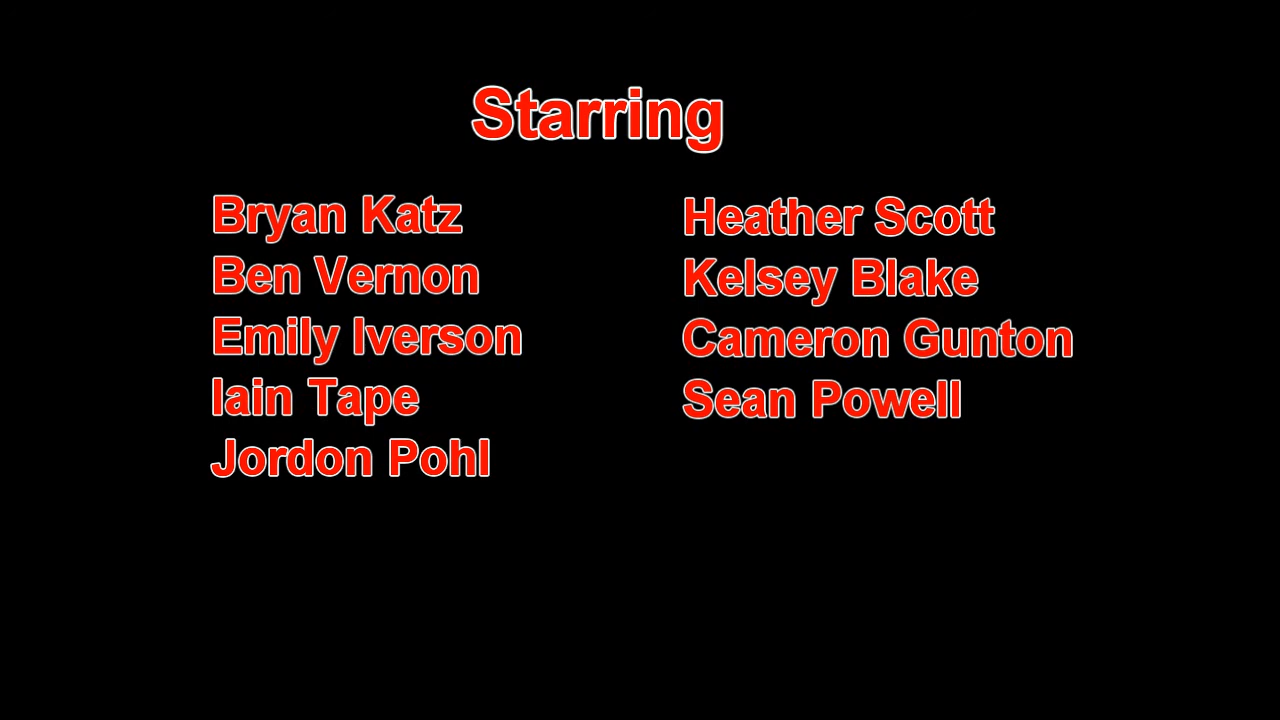 Starring
Bryan Katz
Ben Vernon
Emily Iverson
Iain Tape
Jordon Pohl
Heather Scott
Kelsey Blake
Cameron Gunton
Sean Powell